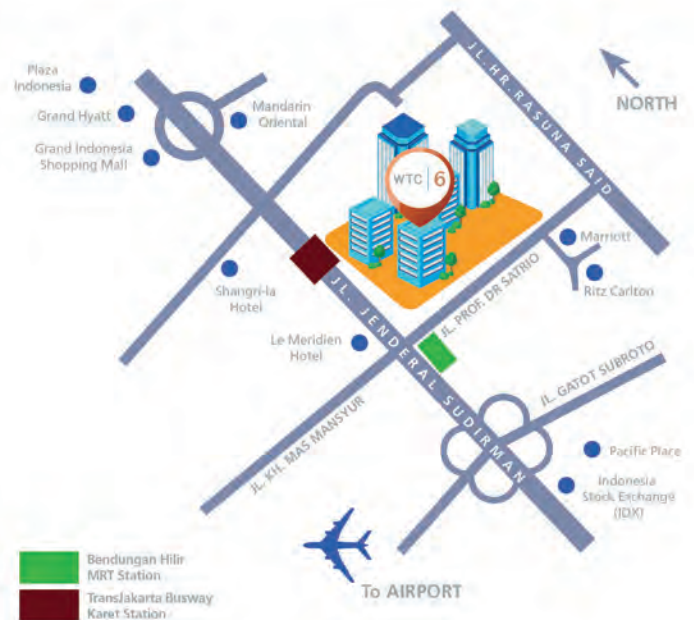 JL.HR.RASUNA SAID
NORTH
Plaza
Indonesia
Grand Hyatt
Grand Indonesia
Shopping Mall
Mandarin
Oriental
WTC | 6
Marriott
Ritz Carlton
Shangri-la
Hotel
JL. PROF. DR SATRIO
JL. JENDERAL SUDIRMAN
Le Meridien
Hotel
JL. GATOT SUBROTO
JL. KH. MAS MANSYUR
Pacific Place
Indonesia
Stock Exchange
(IDX)
Bendungan Hilir
MRT Station
To AIRPORT
TransJakarta Busway
Karet Station